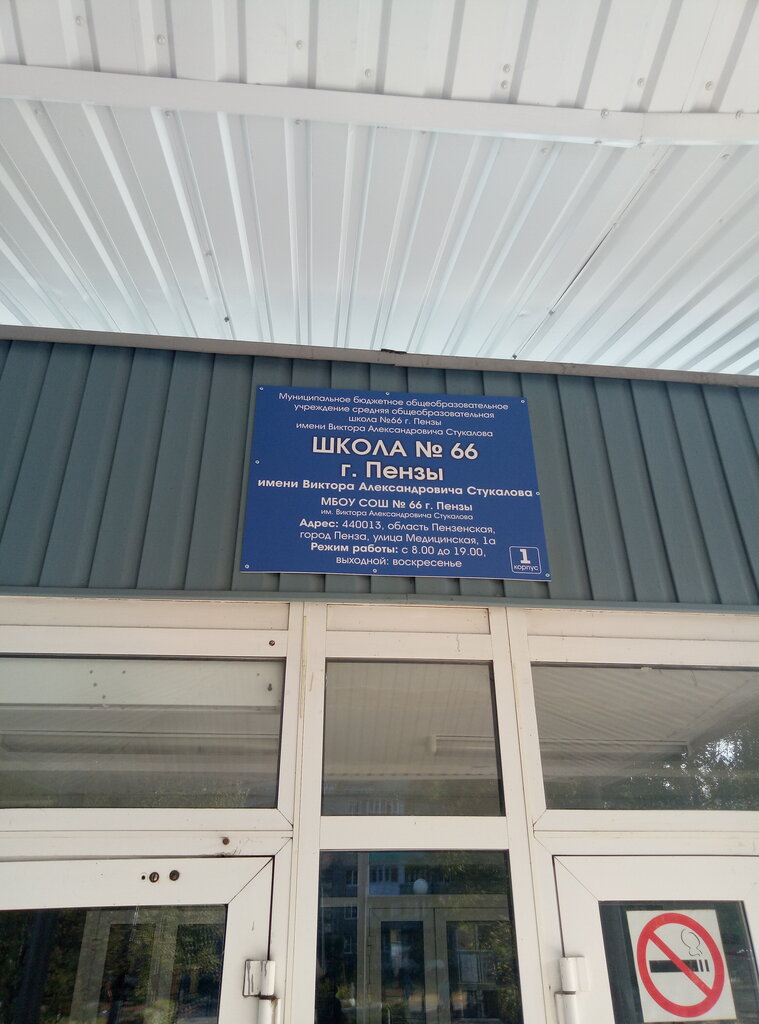 Муниципальное бюджетное общеобразовательное
учреждение средняя общеобразовательная
школа №66 г. Пензы
имени Виктора Александровича Стукалова
ШКОЛА № 66
г. Пензы
имени Виктора Александровича Стукалова
МБОУ СОШ № 66 г. Пензы
им. Виктора Александровича Стукалова
Адрес: 440013, область Пензенская,
город Пенза, улица Медицинская, 1а
Режим работы: с 8.00 до 19.00,
выходной: воскресенье
1
корпус